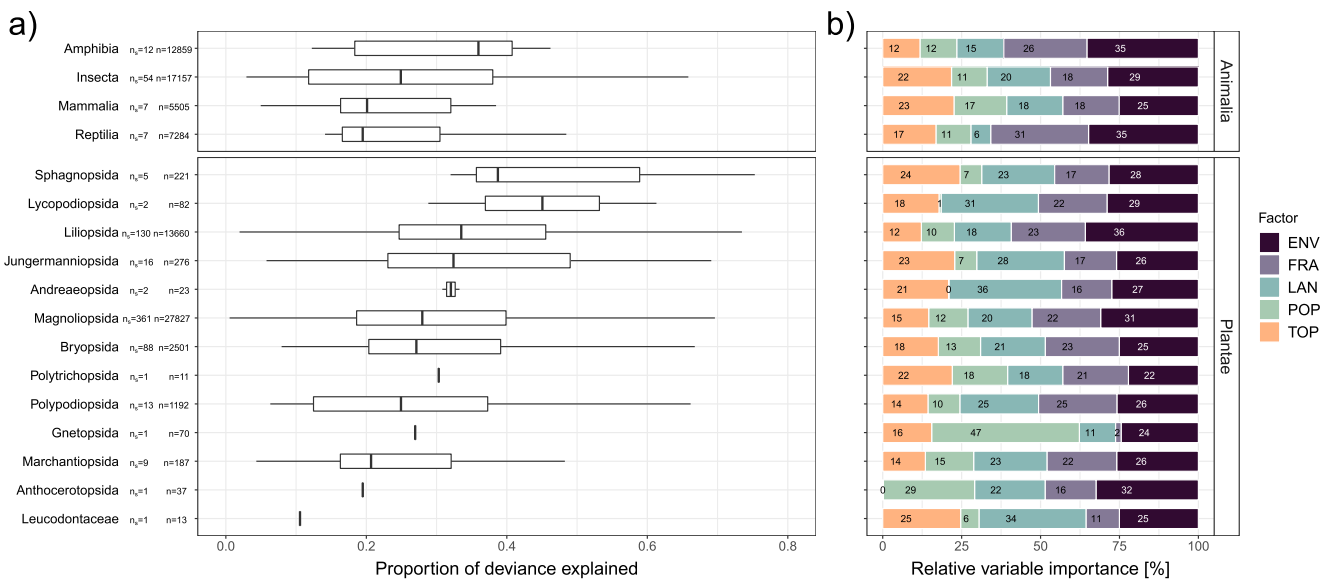 a)
Amphibia nₛ=12 n=12859
Insecta nₛ=54 n=17157
Mammalia nₛ=7 n=5505
Reptilia nₛ=7 n=7284
Sphagnopsida nₛ=5 n=221
Lycopodiopsida nₛ=2 n=82
Liliopsida nₛ=130 n=13660
Jungermanniopsida nₛ=16 n=276
Andreaeopsida nₛ=2 n=23
Magnoliopsida nₛ=361 n=27827
Bryopsida nₛ=88 n=2501
Polytrichopsida nₛ=1 n=11
Polypodiopsida nₛ=13 n=1192
Gnetopsida nₛ=1 n=70
Marchantiopsida nₛ=9 n=187
Anthocerotopsida nₛ=1 n=37
Leucodontaceae nₛ=1 n=13
0.0 0.2 0.4 0.6 0.8
Proportion of deviance explained
b)
12 12 15 26 35
22 11 20 18 29
23 17 18 18 25
17 11 6 31 35
Animalia
24 7 23 17 28
18 1 31 22 29
12 10 18 23 36
23 7 28 17 26
21 0 36 16 27
15 12 20 22 31
18 13 21 23 25
22 18 18 21 22
14 10 25 25 26
16 47 11 2 24
14 15 23 22 26
0 29 22 16 32
25 6 34 11 25
Plantae
0 25 50 75 100
Relative variable importance [%]
Factor
ENV
FRA
LAN
POP
TOP